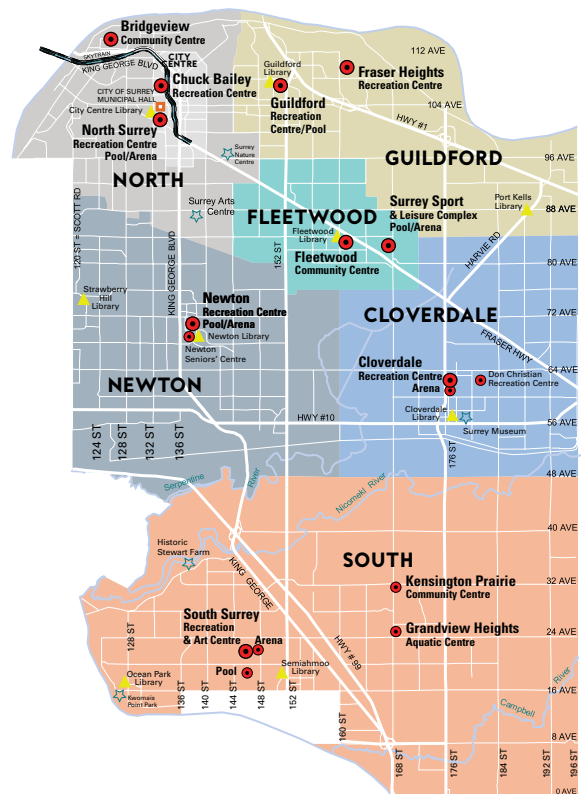 Bridgeview
Community Centre
SKYTRAIN
KING GEORGE BLVD
CITY
CENTRE
112 AVE
Guildford
Library
Fraser Heights
Recreation Centre
Chuck Bailey
Recreation Centre
CITY OF SURREY
MUNICIPAL HALL
City Centre Library
Guildford
Recreation
Centre/Pool
104 AVE
HWY #1
North Surrey
Recreation Centre
Pool/Arena
Surrey
Nature
Centre
GUILDFORD
96 AVE
NORTH
Surrey Arts
Centre
FLEETWOOD
Surrey Sport
& Leisure Complex
Pool/Arena
Port Kells
Library
88 AVE
Fleetwood
Library
Fleetwood
Community Centre
120 ST = SCOTT RD
KING GEORGE BLVD
152 ST
HARVIE RD
80 AVE
Strawberry
Hill
Library
Newton
Recreation Centre
Pool/Arena
Newton Library
Newton
Seniors' Centre
72 AVE
CLOVERDALE
FRASER HWY
Cloverdale
Recreation Centre
Arena
64 AVE
Don Christian
Recreation Centre
NEWTON
Cloverdale
Library
Surrey Museum
HWY #10
56 AVE
124 ST
128 ST
132 ST
136 ST
176 ST
48 AVE
Serpentine
River
Nicomekl River
40 AVE
Historic
Stewart Farm
SOUTH
KING GEORGE
32 AVE
Kensington Prairie
Community Centre
South Surrey
Recreation
& Art Centre
Arena
Pool
128 ST
HWY # 99
24 AVE
Grandview Heights
Aquatic Centre
Semiahmoo
Library
Ocean Park
Library
Kwomais
Point Park
136 ST
140 ST
144 ST
148 ST
152 ST
160 ST
River
16 AVE
Campbell
8 AVE
168 ST
176 ST
184 ST
192 ST
196 ST
0 AVE